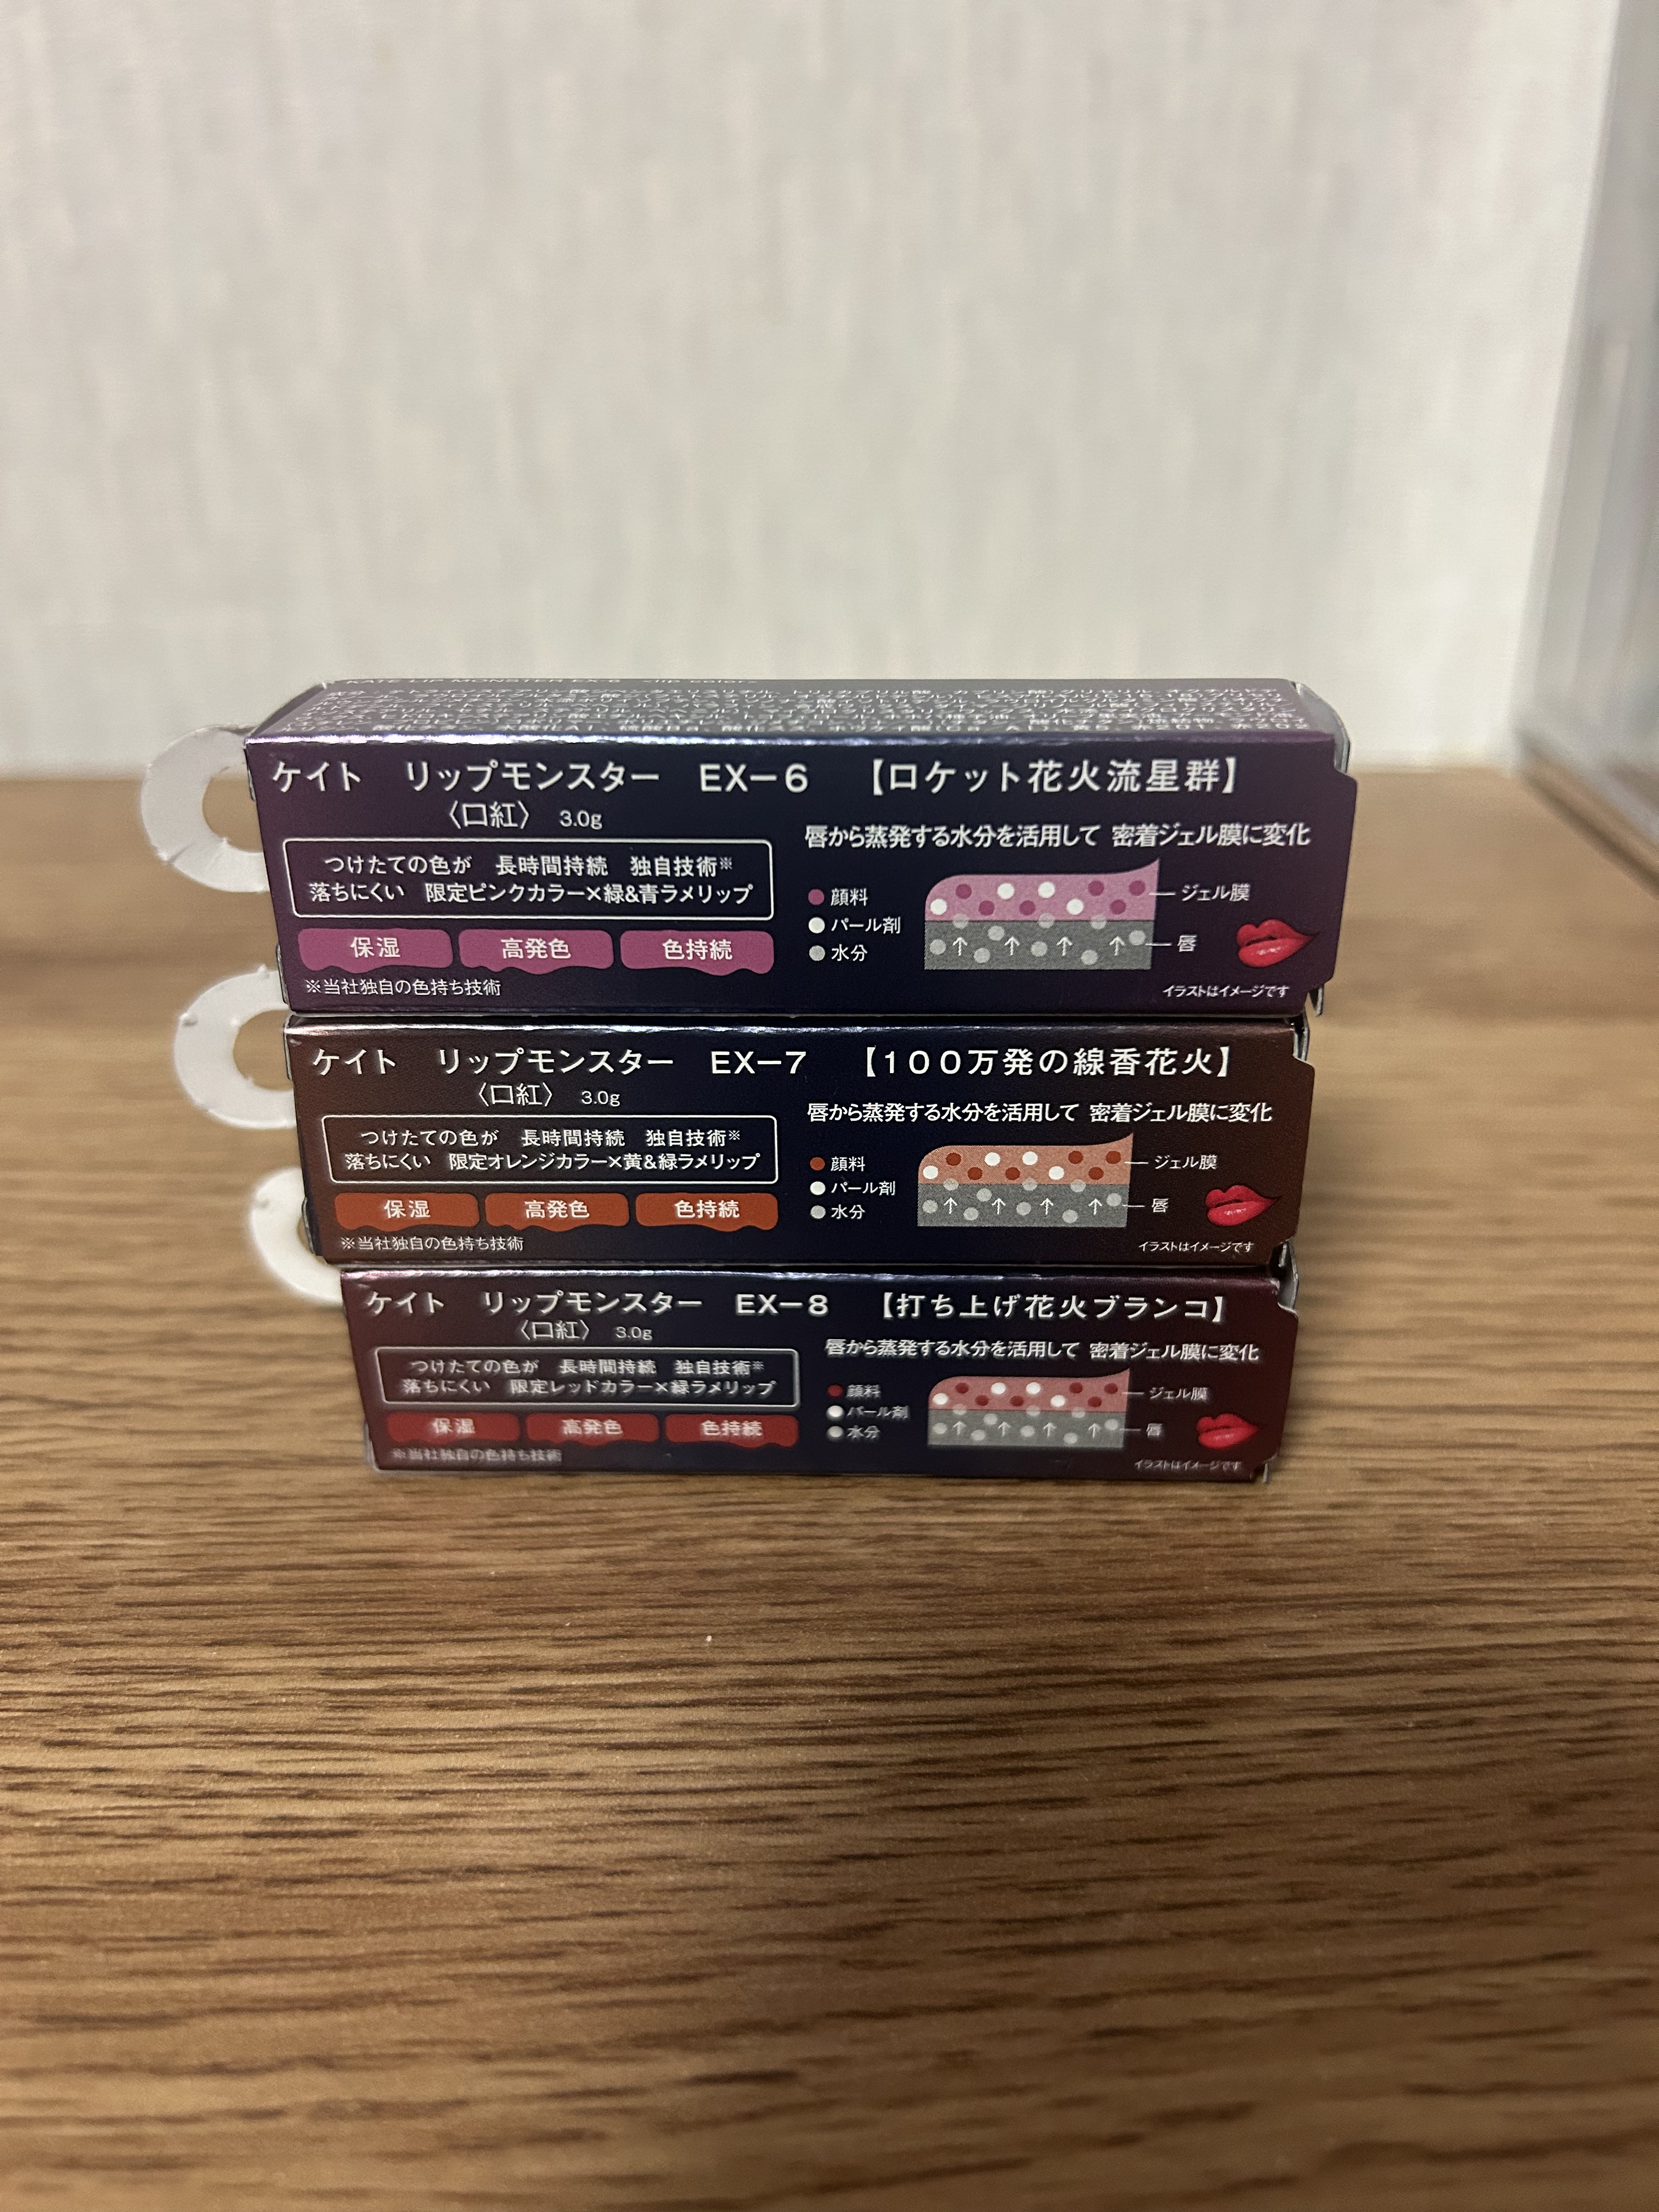 KATE LIP MONSTER EX-6 <lip color>
ケイト リップモンスター EX−6 【ロケット花火流星群】
〈口紅〉 3.0g
つけたての色が 長時間持続 独自技術※
落ちにくい 限定ピンクカラー×緑&青ラメリップ
保湿 高発色 色持続
※当社独自の色持ち技術
唇から蒸発する水分を活用して 密着ジェル膜に変化
顔料
パール剤
水分
ジェル膜
唇
イラストはイメージです
ケイト リップモンスター EX−7 【100万発の線香花火】
〈口紅〉 3.0g
つけたての色が 長時間持続 独自技術※
落ちにくい 限定オレンジカラー×黄&緑ラメリップ
保湿 高発色 色持続
※当社独自の色持ち技術
唇から蒸発する水分を活用して 密着ジェル膜に変化
顔料
パール剤
水分
ジェル膜
唇
イラストはイメージです
ケイト リップモンスター EX−8 【打ち上げ花火ブランコ】
〈口紅〉 3.0g
つけたての色が 長時間持続 独自技術※
落ちにくい 限定レッドカラー×緑ラメリップ
保湿 高発色 色持続
※当社独自の色持ち技術
唇から蒸発する水分を活用して 密着ジェル膜に変化
顔料
パール剤
水分
ジェル膜
唇
イラストはイメージです